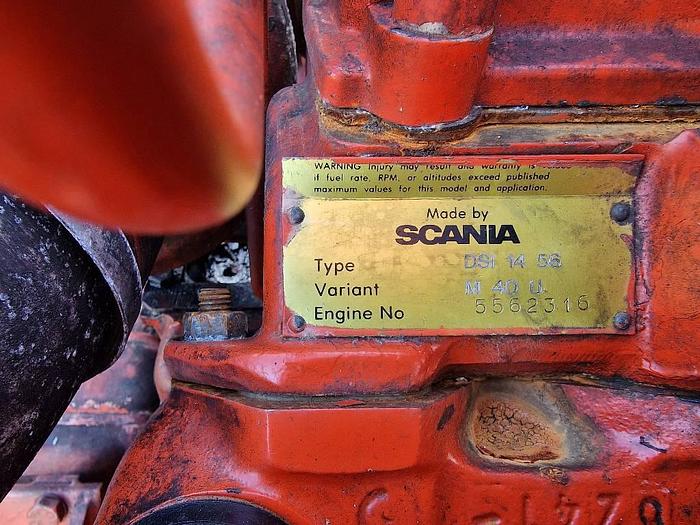 WARNING Injury may result and warranty is
if fuel rate, RPM, or altitudes exceed published
maximum values for this model and application.
Made by
SCANIA
Type DSI 14 56
Variant M 40 U.
Engine No 5562316